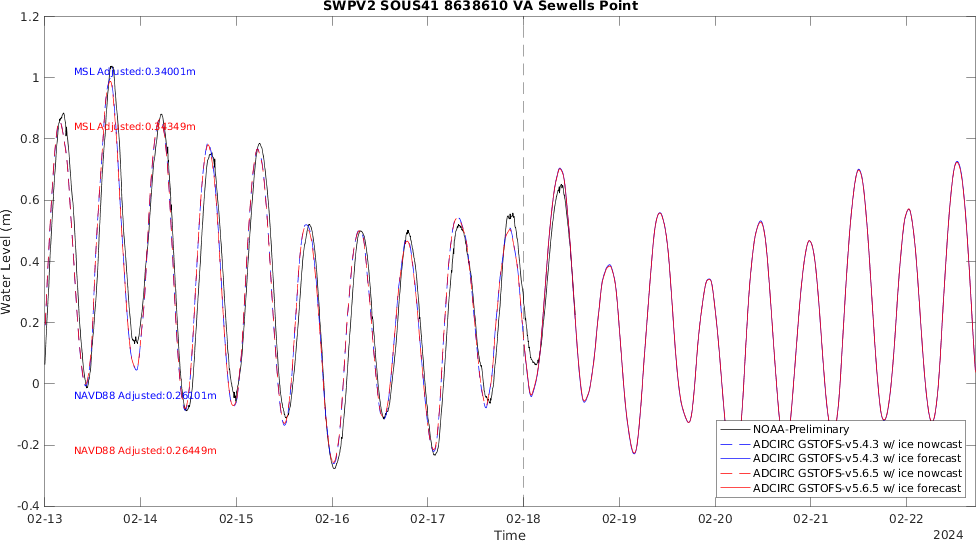 SWPV2 SOUS41 8638610 VA Sewells Point
1.2
1
0.8
0.6
0.4
0.2
0
-0.2
-0.4
Water Level (m)
MSL Adjusted:0.34001m
MSL Adjusted:0.34349m
NAVD88 Adjusted:0.26101m
NAVD88 Adjusted:0.26449m
NOAA-Preliminary
ADCIRC GSTOFS-v5.4.3 w/ ice nowcast
ADCIRC GSTOFS-v5.4.3 w/ ice forecast
ADCIRC GSTOFS-v5.6.5 w/ ice nowcast
ADCIRC GSTOFS-v5.6.5 w/ ice forecast
02-13 02-14 02-15 02-16 02-17 02-18 02-19 02-20 02-21 02-22
Time
2024